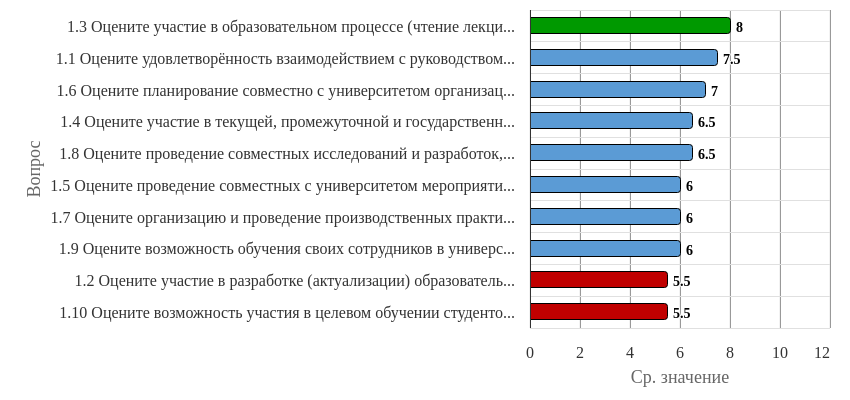 1.3 Оцените участие в образовательном процессе (чтение лекци... 8
1.1 Оцените удовлетворённость взаимодействием с руководством... 7.5
1.6 Оцените планирование совместно с университетом организац... 7
1.4 Оцените участие в текущей, промежуточной и государственн... 6.5
1.8 Оцените проведение совместных исследований и разработок,... 6.5
1.5 Оцените проведение совместных с университетом мероприяти... 6
1.7 Оцените организацию и проведение производственных практи... 6
1.9 Оцените возможность обучения своих сотрудников в универс... 6
1.2 Оцените участие в разработке (актуализации) образователь... 5.5
1.10 Оцените возможность участия в целевом обучении студенто... 5.5
Вопрос
0 2 4 6 8 10 12
Ср. значение